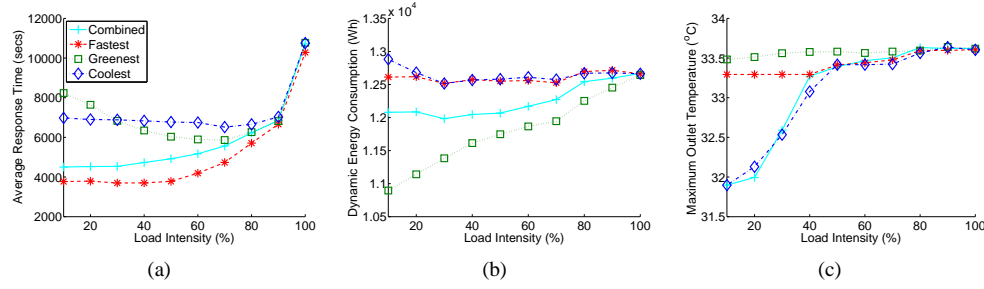 12000
10000
8000
6000
4000
2000
20
40
60
80
100
Load Intensity (%)
Average Response Time (secs)
Combined
Fastest
Greenest
Coolest
(a)
x 10⁴
1.35
1.3
1.25
1.2
1.15
1.1
1.05
20
40
60
80
100
Load Intensity (%)
Dynamic Energy Consumption (Wh)
(b)
34
33.5
33
32.5
32
31.5
20
40
60
80
100
Load Intensity (%)
Maximum Outlet Temperature (°C)
(c)